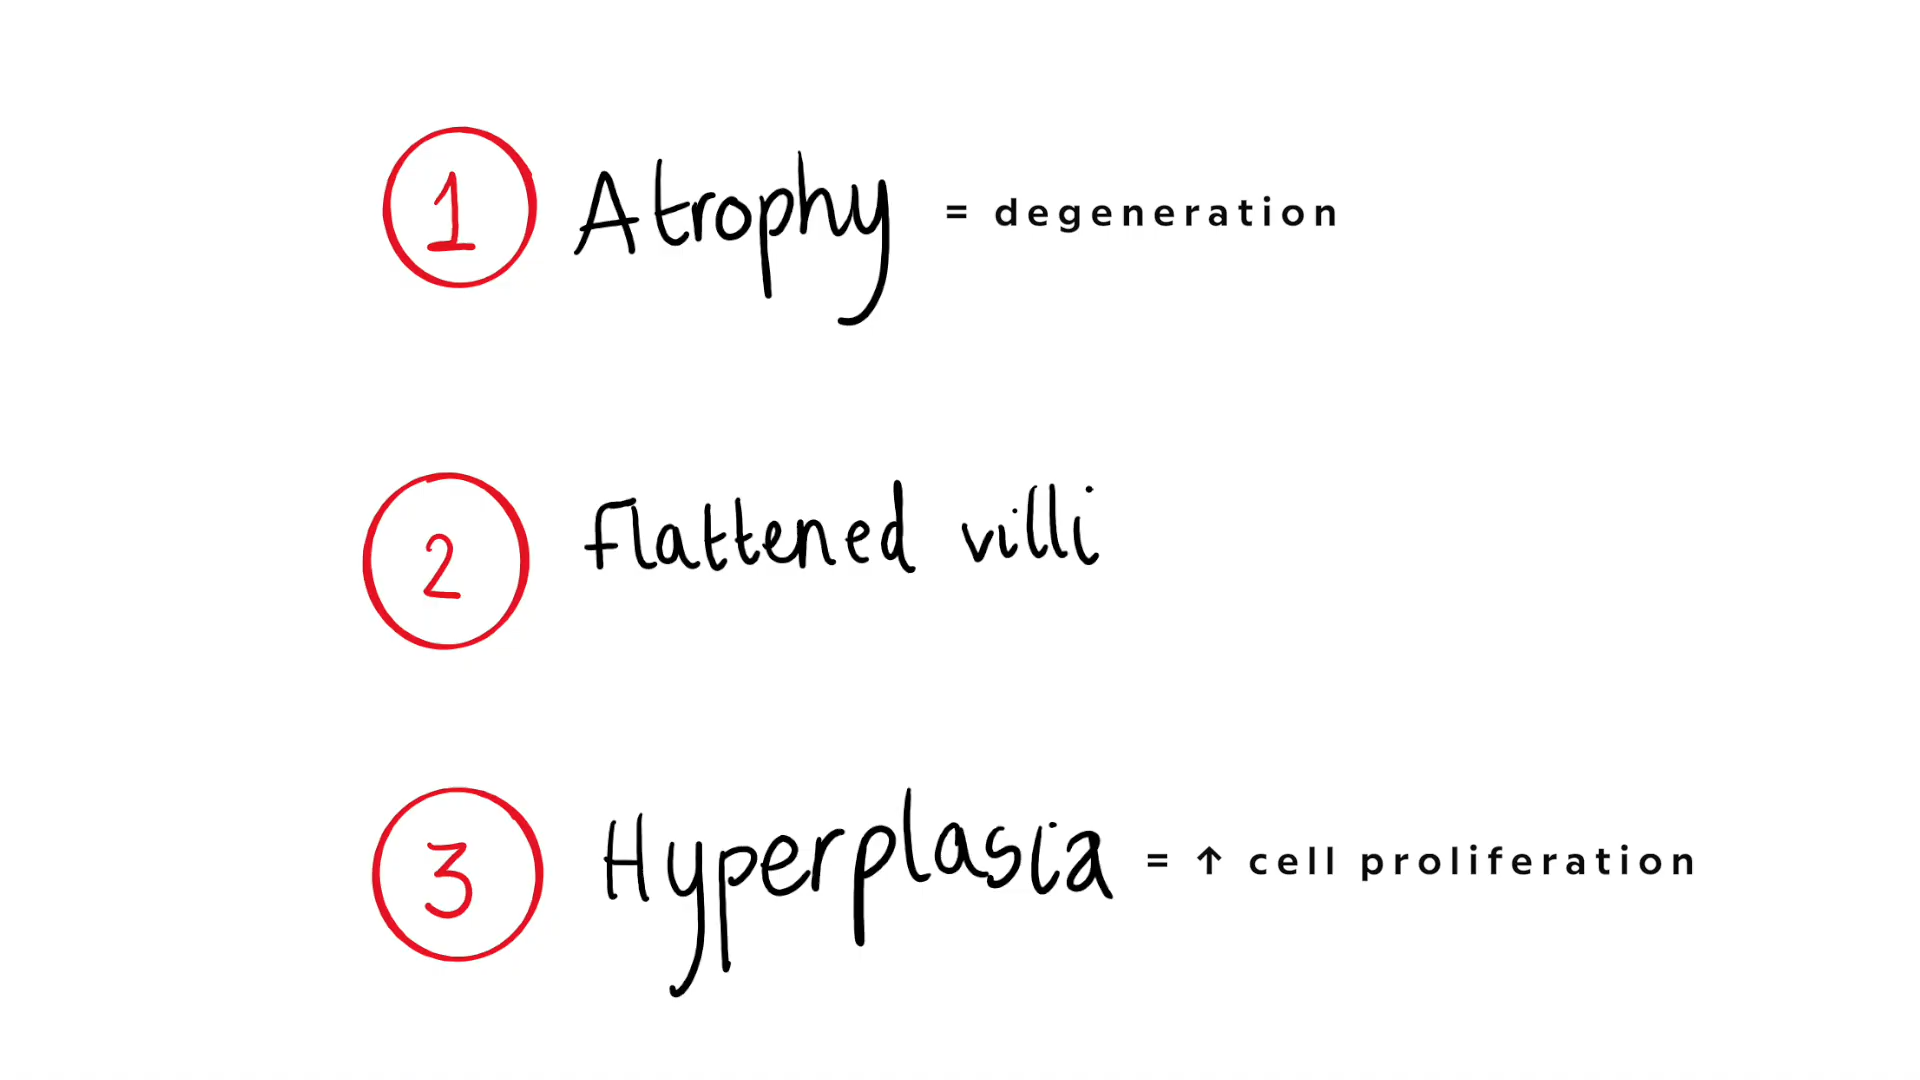 1 Atrophy = degeneration
2 flattened villi
3 Hyperplasia = ↑ cell proliferation